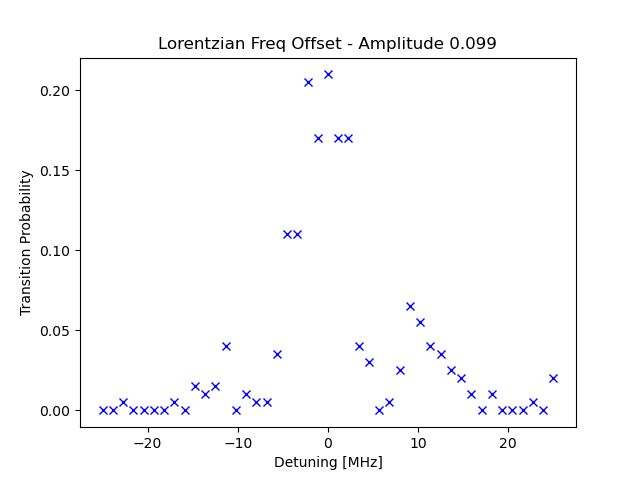 Lorentzian Freq Offset - Amplitude 0.099
0.20
0.15
0.10
0.05
0.00
Transition Probability
−20 −10 0 10 20
Detuning [MHz]